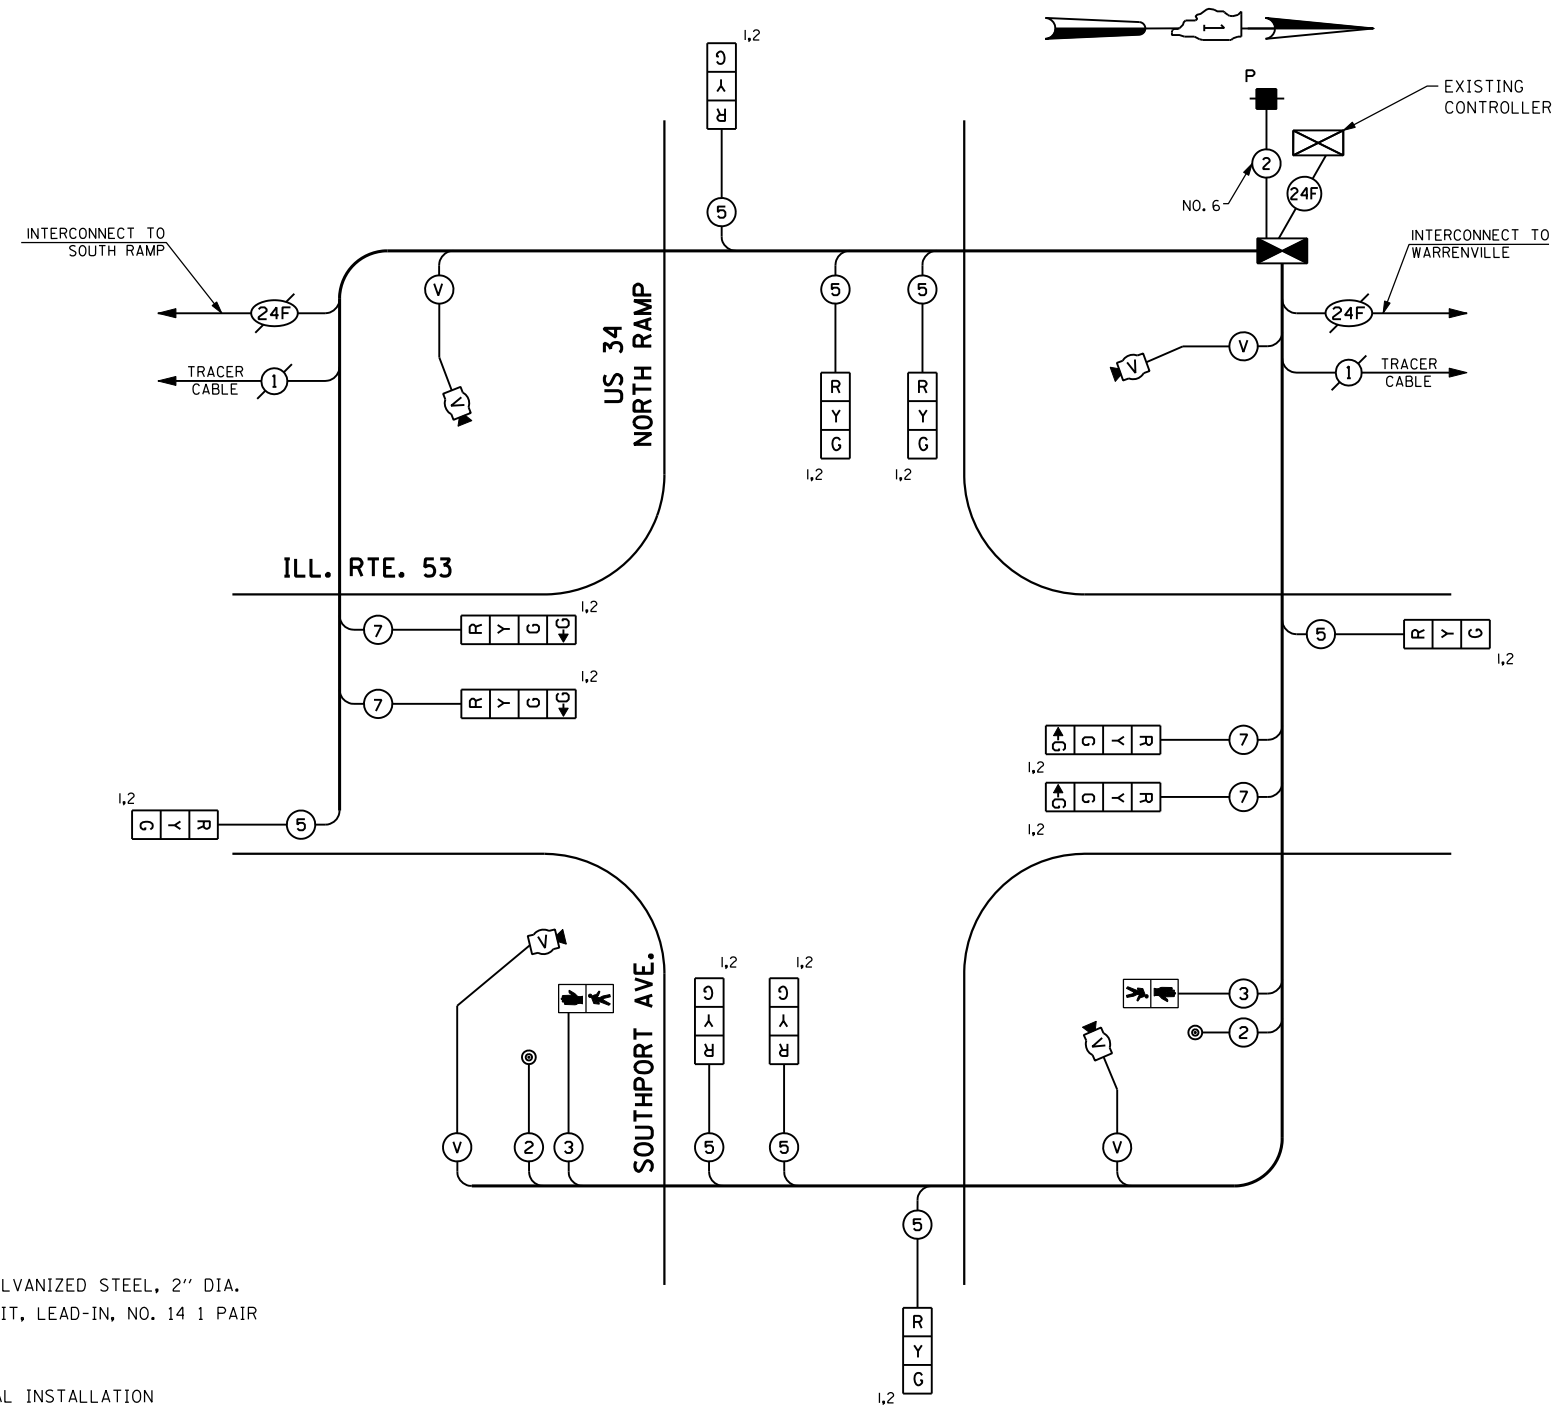 1
1,2
G
Y
R
5
P
EXISTING
CONTROLLER
2
24F
NO. 6
INTERCONNECT TO
SOUTH RAMP
24F
TRACER
CABLE
1
V
V
US 34
NORTH RAMP
5
5
R
Y
G
1,2
R
Y
G
1,2
INTERCONNECT TO
WARRENVILLE
24F
V
V
1
TRACER
CABLE
ILL. RTE. 53
7
R Y G G
1,2
7
R Y G G
1,2
5
R Y G
1,2
G G Y R
7
1,2
G G Y R
7
1,2
1,2
G Y R
5
V
V
2
3
SOUTHPORT AVE.
1,2
G
Y
R
5
1,2
G
Y
R
5
3
2
V
V
5
R
Y
G
1,2
LVANIZED STEEL, 2" DIA.
IT, LEAD-IN, NO. 14 1 PAIR
AL INSTALLATION